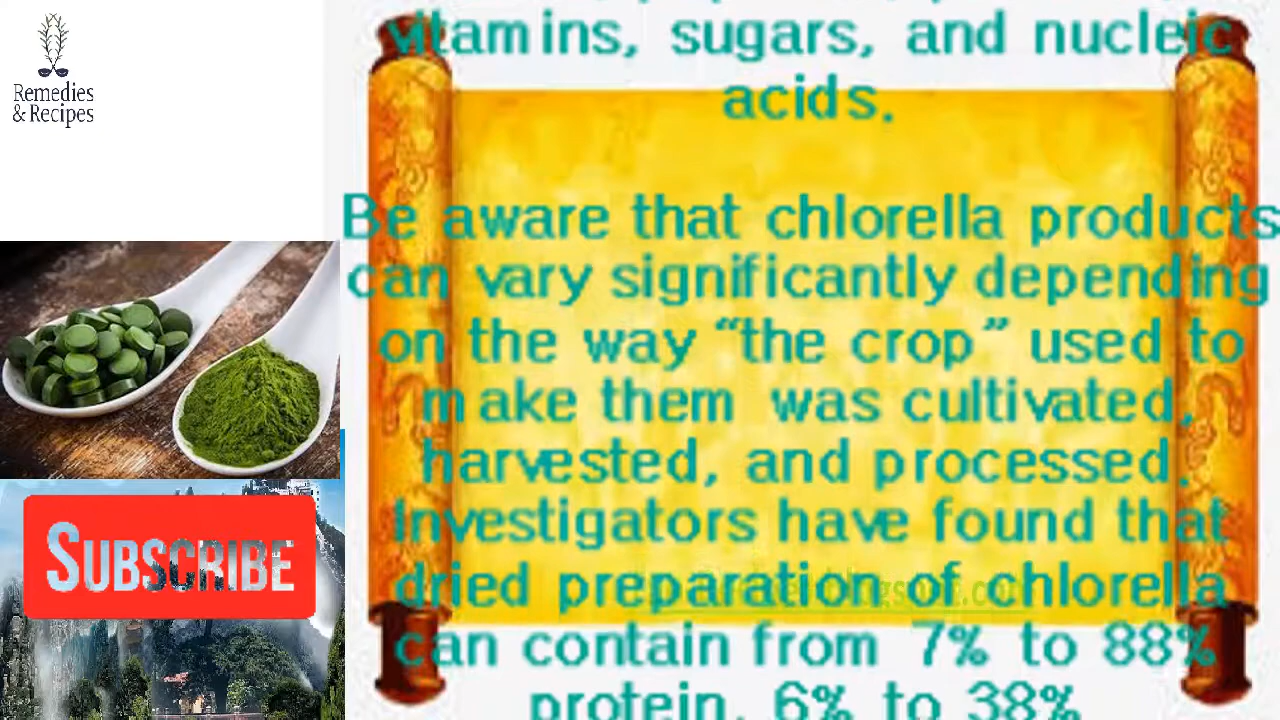 Remedies
& Recipes
SUBSCRIBE
vitamins, sugars, and nucleic
acids.
Be aware that chlorella products
can vary significantly depending
on the way “the crop” used to
make them was cultivated,
harvested, and processed.
Investigators have found that
dried preparation of chlorella
can contain from 7% to 88%
protein, 6% to 38%